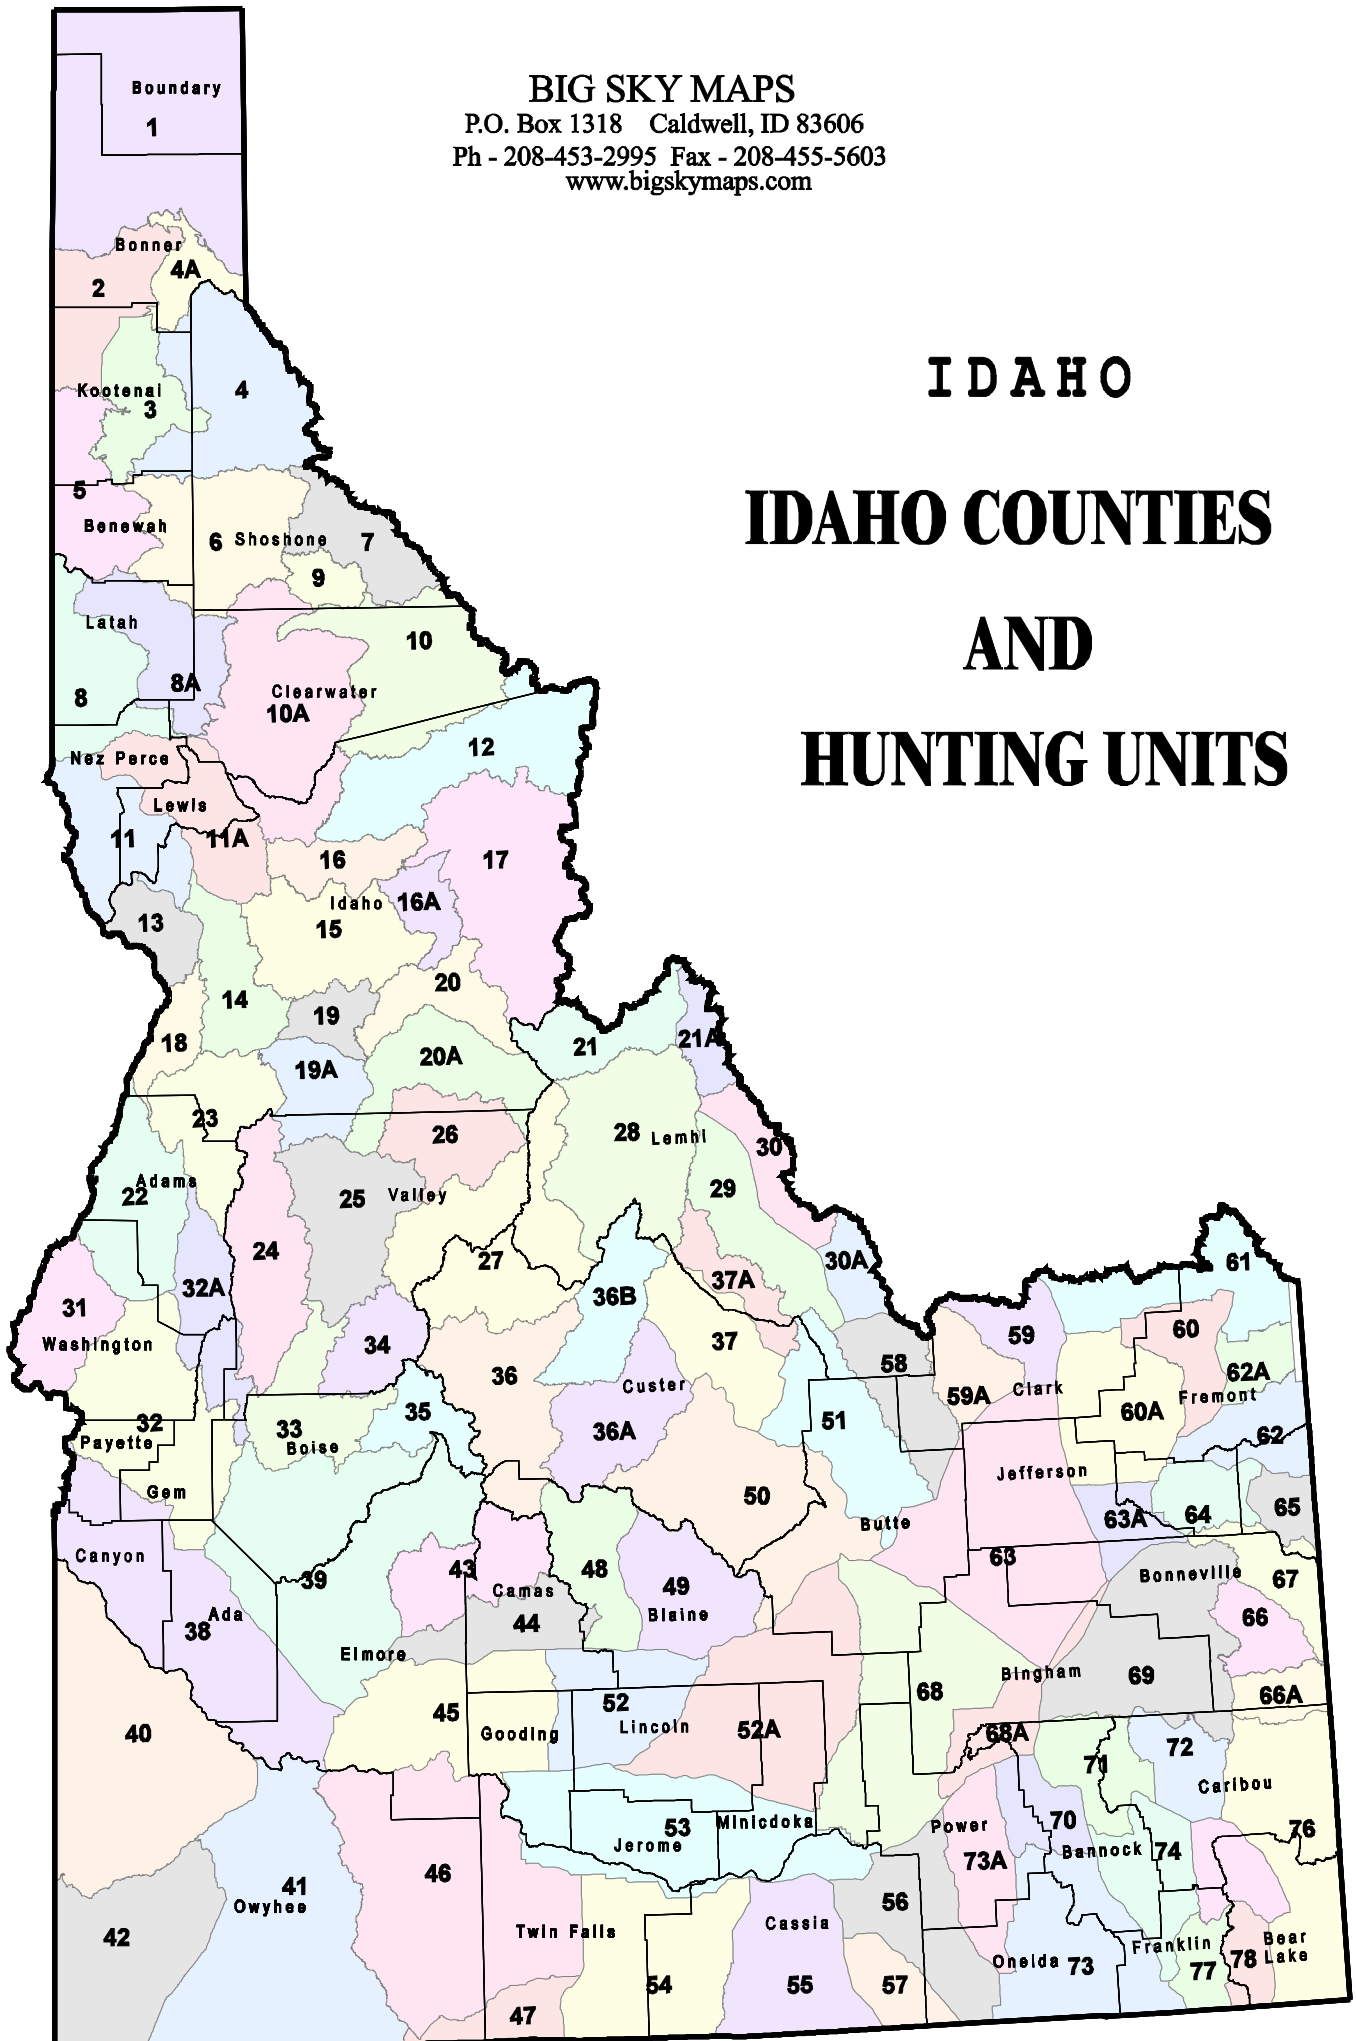 BIG SKY MAPS
P.O. Box 1318 Caldwell, ID 83606
Ph - 208-453-2995 Fax - 208-455-5603
www.bigskymaps.com
IDAHO
IDAHO COUNTIES
AND
HUNTING UNITS
Boundary
1
Bonner
4A
2
Kootenai
3
4
5
Benewah
6
Shoshone
7
9
Latah
10
8
8A
Clearwater
10A
Nez Perce
12
Lewis
11
11A
16
17
Idaho
16A
13
15
20
14
19
18
21
21A
20A
19A
23
26
28
Lemhi
30
Adams
22
25
Valley
29
24
27
30A
61
32A
36B
37A
31
Washington
34
37
59
60
58
36
Custer
59A
Clark
62A
Fremont
35
33
Boise
32
Payette
36A
51
60A
62
Gem
Jefferson
50
65
Butte
63A
64
Canyon
39
43
48
63
Camas
49
Bonneville
67
Ada
38
44
Blaine
66
Elmore
Bingham
69
68
66A
45
52
Lincoln
40
Gooding
52A
68A
72
71
Caribou
53
Minicdoka
Jerome
Power
70
76
Bannock
74
73A
46
41
Owyhee
56
Cassia
42
Twin Falls
Franklin
Bear
Lake
Oneida
73
77
78
54
55
57
47